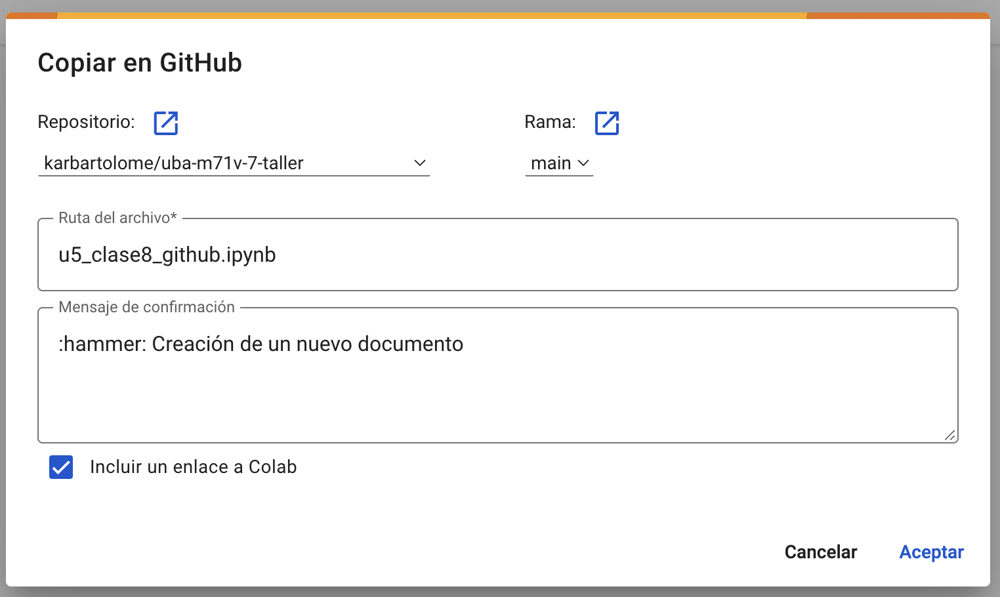 Copiar en GitHub
Repositorio:
Rama:
karbartolome/uba-m71v-7-taller
main
Ruta del archivo*
u5_clase8_github.ipynb
Mensaje de confirmación
:hammer: Creación de un nuevo documento
Incluir un enlace a Colab
Cancelar
Aceptar